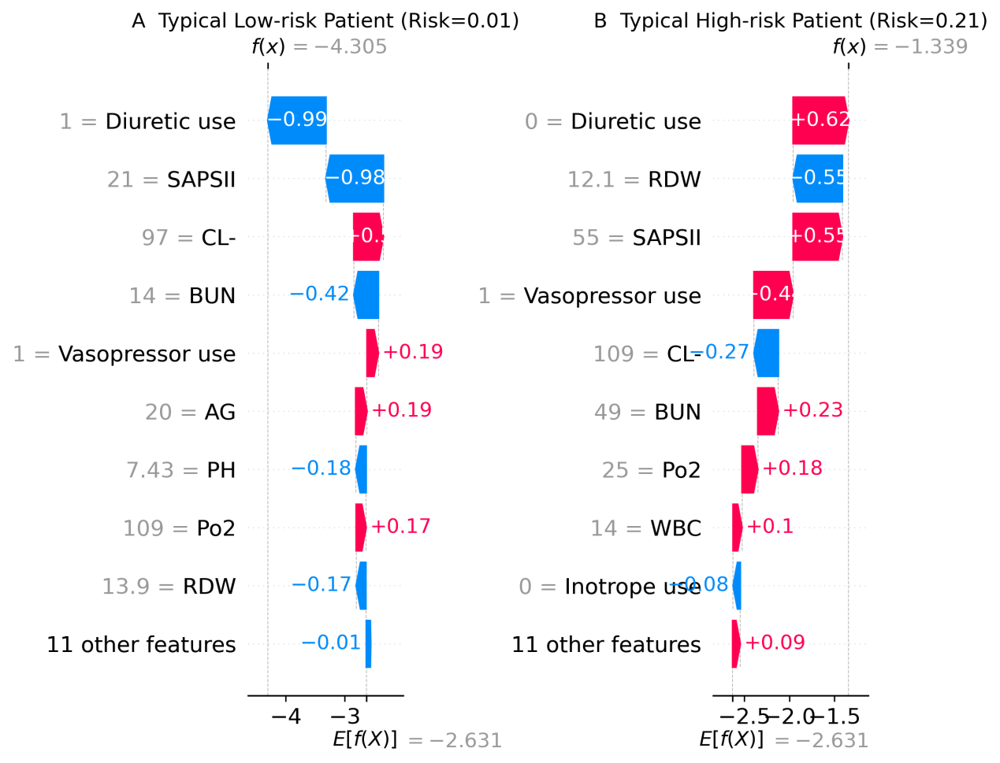 A Typical Low-risk Patient (Risk=0.01)
f(x) = −4.305
1 = Diuretic use
−0.99
21 = SAPSII
−0.98
97 = CL-
14 = BUN
−0.42
1 = Vasopressor use
+0.19
20 = AG
+0.19
7.43 = PH
−0.18
109 = Po2
+0.17
13.9 = RDW
−0.17
11 other features
−0.01
−4
−3
E[f(X)] = −2.631
B Typical High-risk Patient (Risk=0.21)
f(x) = −1.339
0 = Diuretic use
+0.62
12.1 = RDW
−0.55
55 = SAPSII
+0.55
1 = Vasopressor use
109 = CL-
−0.27
49 = BUN
+0.23
25 = Po2
+0.18
14 = WBC
+0.1
0 = Inotrope use
−0.08
11 other features
+0.09
−2.5
−2.0
−1.5
E[f(X)] = −2.631